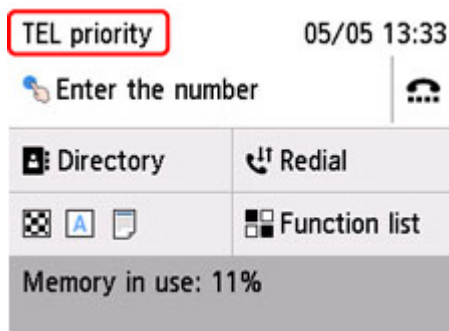 TEL priority 05/05 13:33
Enter the number
Directory Redial
A Function list
Memory in use: 11%